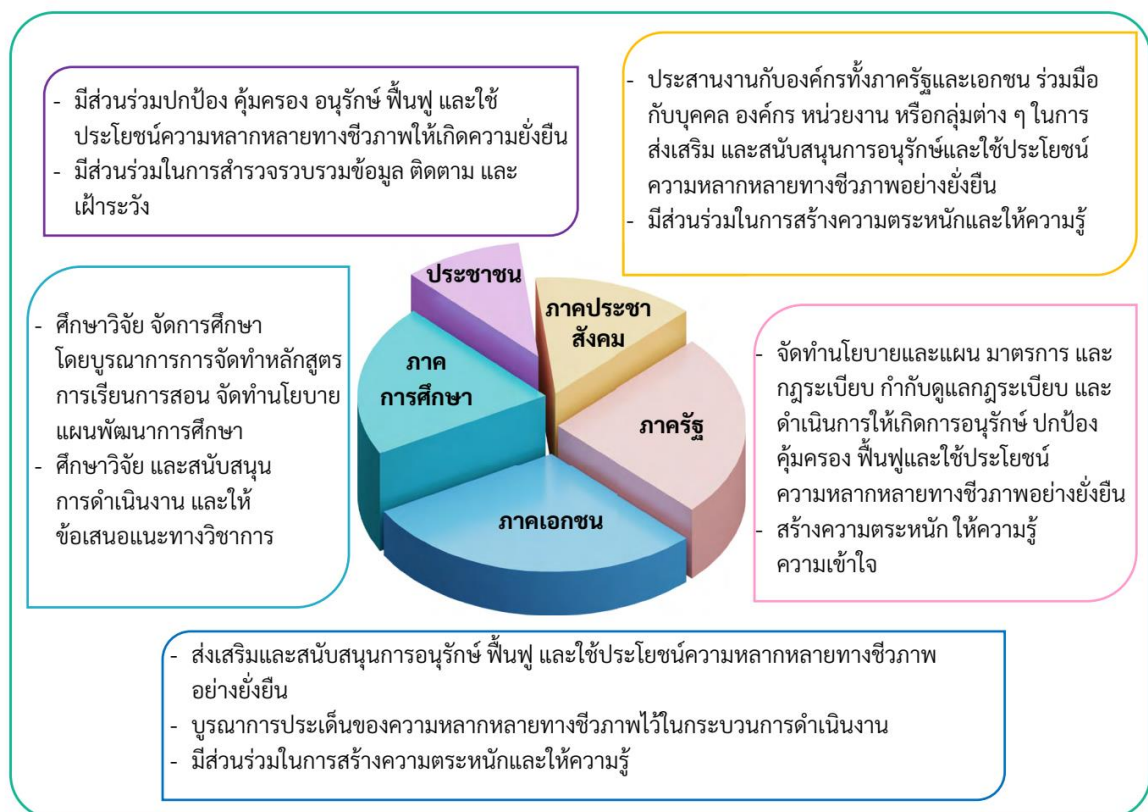 - มีส่วนร่วมปกป้อง คุ้มครอง อนุรักษ์ ฟื้นฟู และใช้
ประโยชน์ความหลากหลายทางชีวภาพให้เกิดความยั่งยืน
- มีส่วนร่วมในการสำรวจรวบรวมข้อมูล ติดตาม และ
เฝ้าระวัง
- ประสานงานกับองค์กรทั้งภาครัฐและเอกชน ร่วมมือ
กับบุคคล องค์กร หน่วยงาน หรือกลุ่มต่าง ๆ ในการ
ส่งเสริม และสนับสนุนการอนุรักษ์และใช้ประโยชน์
ความหลากหลายทางชีวภาพอย่างยั่งยืน
- มีส่วนร่วมในการสร้างความตระหนักและให้ความรู้
ประชาชน
ภาคประชา
สังคม
ภาค
การศึกษา
ภาครัฐ
ภาคเอกชน
- ศึกษาวิจัย จัดการศึกษา
โดยบูรณาการการจัดทำหลักสูตร
การเรียนการสอน จัดทำนโยบาย
แผนพัฒนาการศึกษา
- ศึกษาวิจัย และสนับสนุน
การดำเนินงาน และให้
ข้อเสนอแนะทางวิชาการ
- จัดทำนโยบายและแผน มาตรการ และ
กฎระเบียบ กำกับดูแลกฎระเบียบ และ
ดำเนินการให้เกิดการอนุรักษ์ ปกป้อง
คุ้มครอง ฟื้นฟูและใช้ประโยชน์
ความหลากหลายทางชีวภาพอย่างยั่งยืน
- สร้างความตระหนัก ให้ความรู้
ความเข้าใจ
- ส่งเสริมและสนับสนุนการอนุรักษ์ ฟื้นฟู และใช้ประโยชน์ความหลากหลายทางชีวภาพ
อย่างยั่งยืน
- บูรณาการประเด็นของความหลากหลายทางชีวภาพไว้ในกระบวนการดำเนินงาน
- มีส่วนร่วมในการสร้างความตระหนักและให้ความรู้